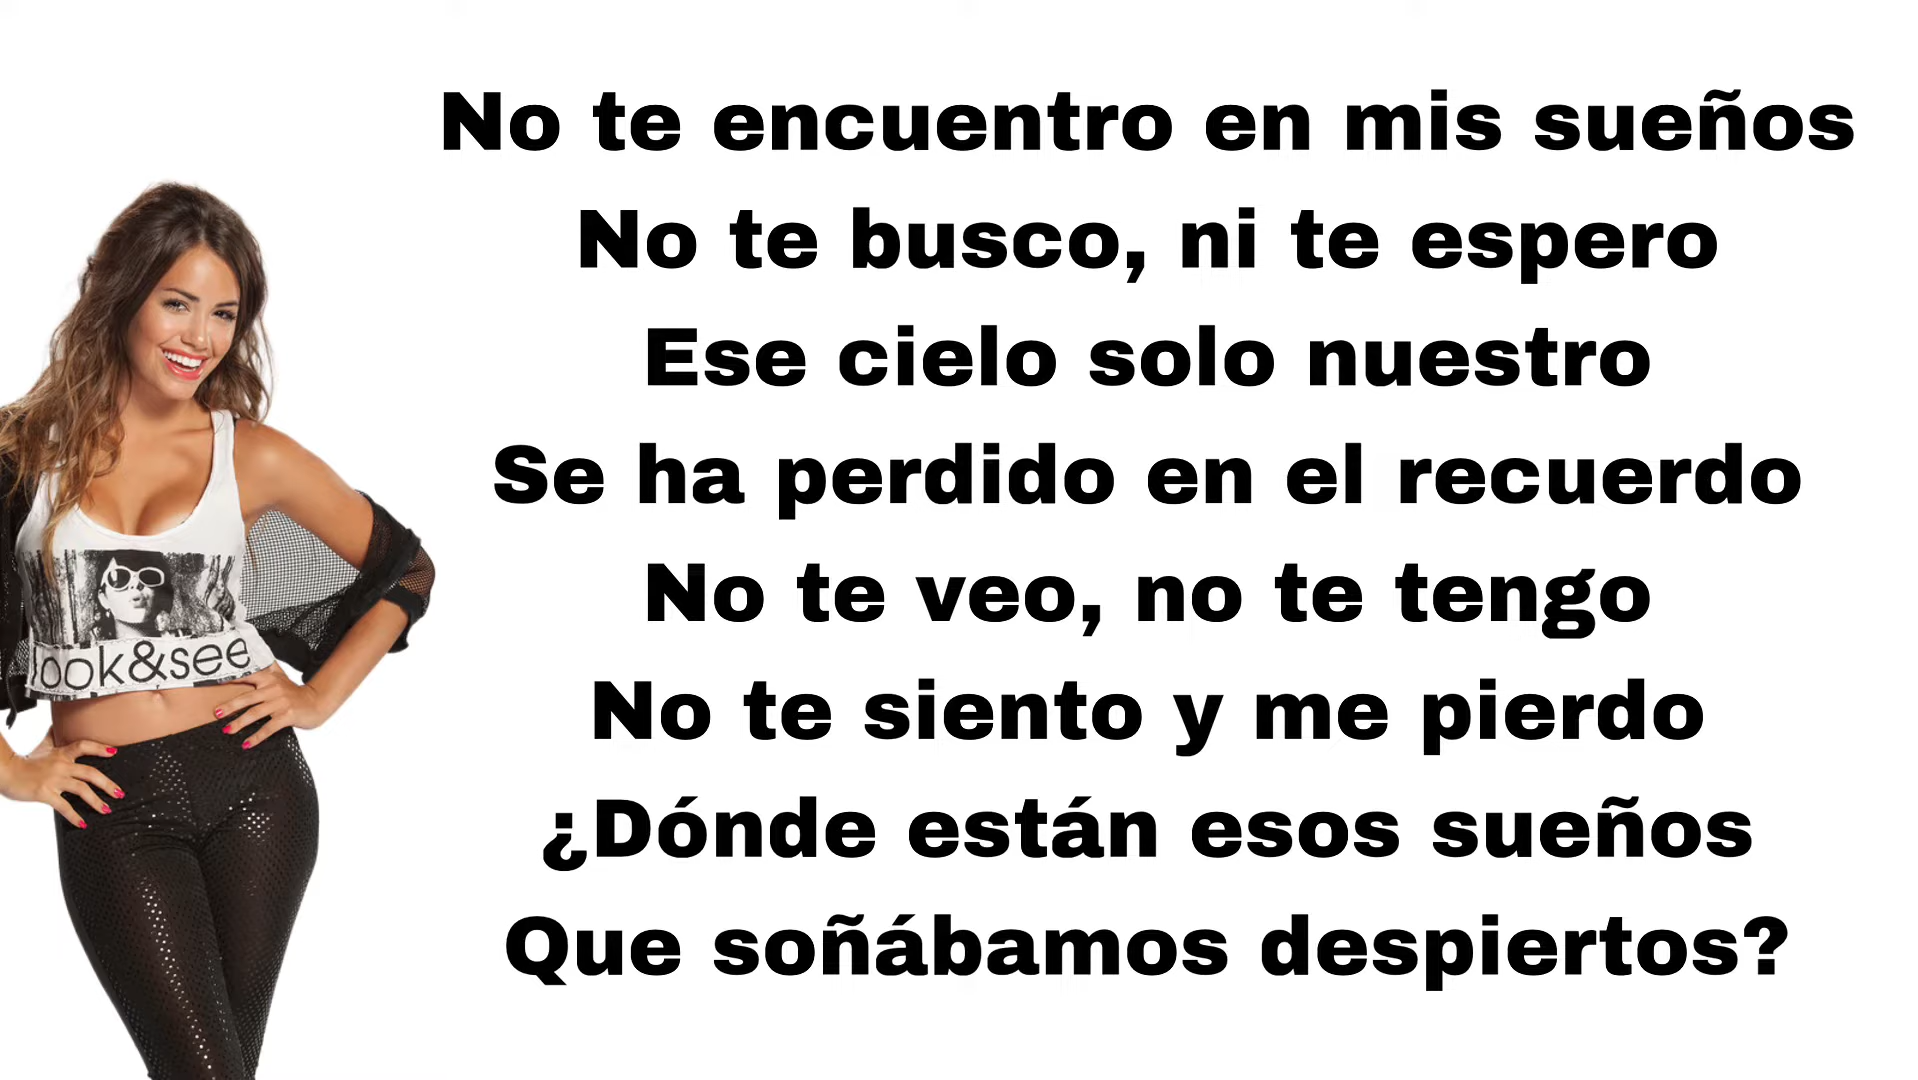 No te encuentro en mis sueños
No te busco, ni te espero
Ese cielo solo nuestro
Se ha perdido en el recuerdo
No te veo, no te tengo
No te siento y me pierdo
¿Dónde están esos sueños
Que soñábamos despiertos?
look&see